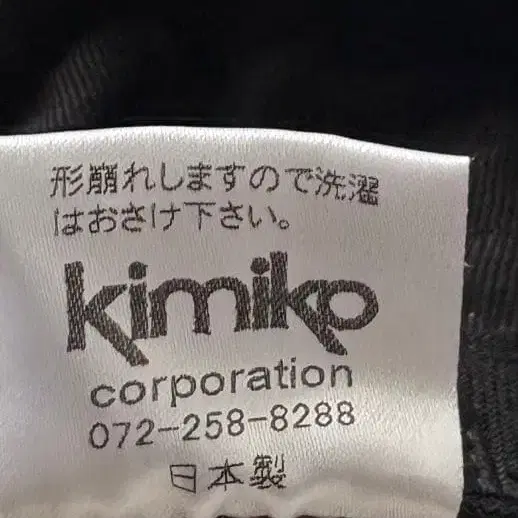 形崩れしますので洗濯
はおさけ下さい。
kimiko
corporation
072-258-8288
日本製